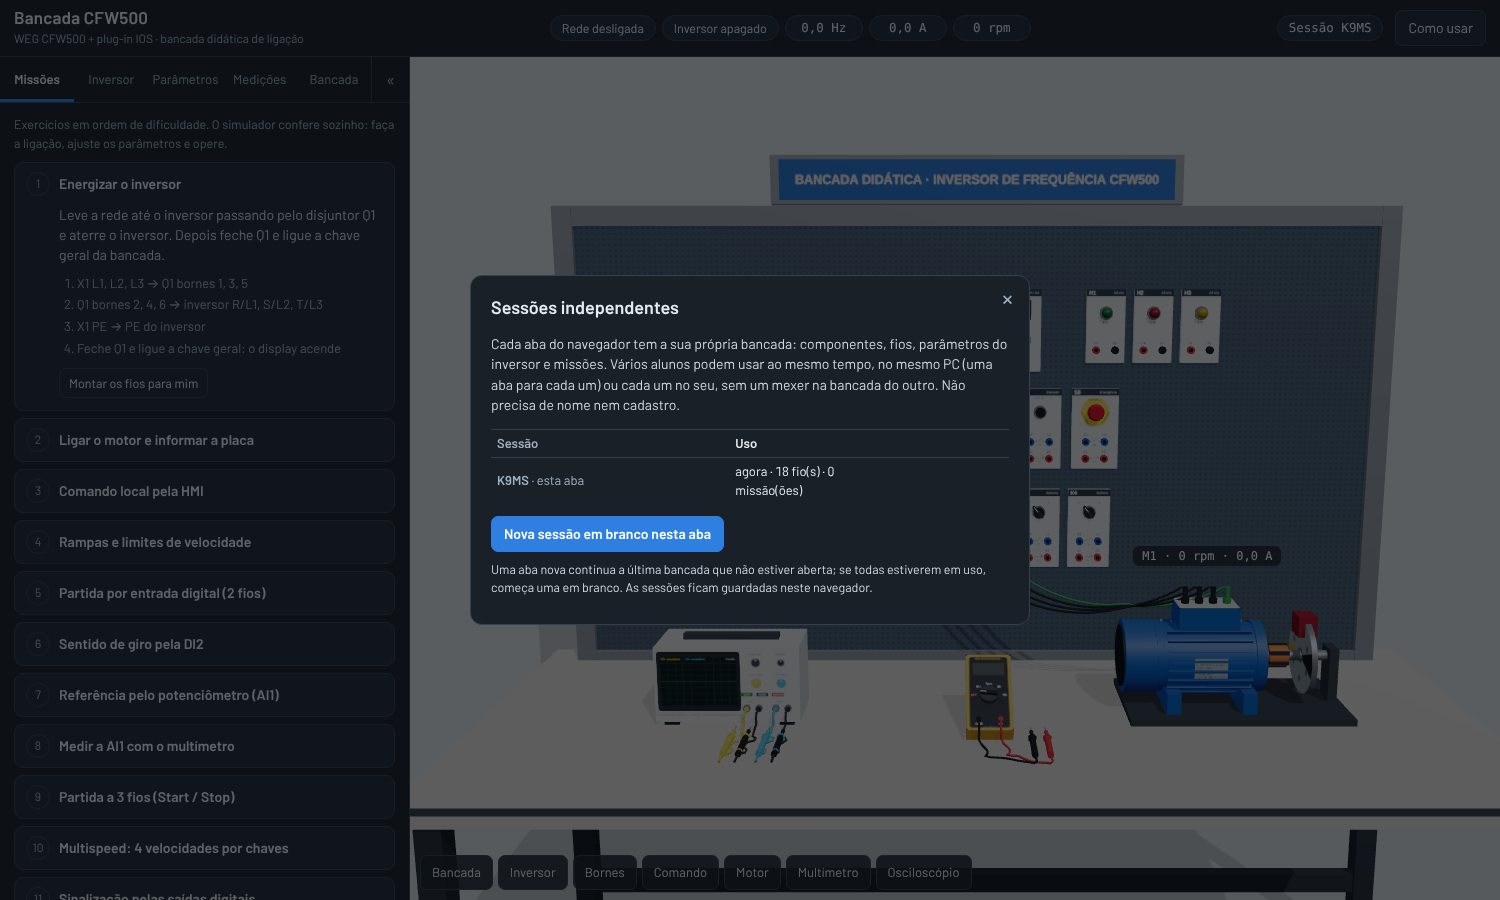 Bancada CFW500
WEG CFW500 + plug-in IOS · bancada didática de ligação
Rede desligada
Inversor apagado
0,0 Hz
0,0 A
0 rpm
Sessão K9MS
Como usar
Missões
Inversor
Parâmetros
Medições
Bancada
«
Exercícios em ordem de dificuldade. O simulador confere sozinho: faça
a ligação, ajuste os parâmetros e opere.
1 Energizar o inversor
Leve a rede até o inversor passando pelo disjuntor Q1
e aterre o inversor. Depois feche Q1 e ligue a chave
geral da bancada.
1. X1 L1, L2, L3 → Q1 bornes 1, 3, 5
2. Q1 bornes 2, 4, 6 → inversor R/L1, S/L2, T/L3
3. X1 PE → PE do inversor
4. Feche Q1 e ligue a chave geral: o display acende
Montar os fios para mim
2 Ligar o motor e informar a placa
3 Comando local pela HMI
4 Rampas e limites de velocidade
5 Partida por entrada digital (2 fios)
6 Sentido de giro pela DI2
7 Referência pelo potenciômetro (AI1)
8 Medir a AI1 com o multímetro
9 Partida a 3 fios (Start / Stop)
10 Multispeed: 4 velocidades por chaves
11 Sinalização pelas saídas digitais
BANCADA DIDÁTICA · INVERSOR DE FREQUÊNCIA CFW500
H1
H2
H3
Sessões independentes
×
Cada aba do navegador tem a sua própria bancada: componentes, fios, parâmetros do
inversor e missões. Vários alunos podem usar ao mesmo tempo, no mesmo PC (uma
aba para cada um) ou cada um no seu, sem um mexer na bancada do outro. Não
precisa de nome nem cadastro.
Sessão
Uso
K9MS · esta aba
agora · 18 fio(s) · 0
missão(ões)
Nova sessão em branco nesta aba
Uma aba nova continua a última bancada que não estiver aberta; se todas estiverem em uso,
começa uma em branco. As sessões ficam guardadas neste navegador.
M1 · 0 rpm · 0,0 A
Bancada
Inversor
Bornes
Comando
Motor
Multímetro
Osciloscópio